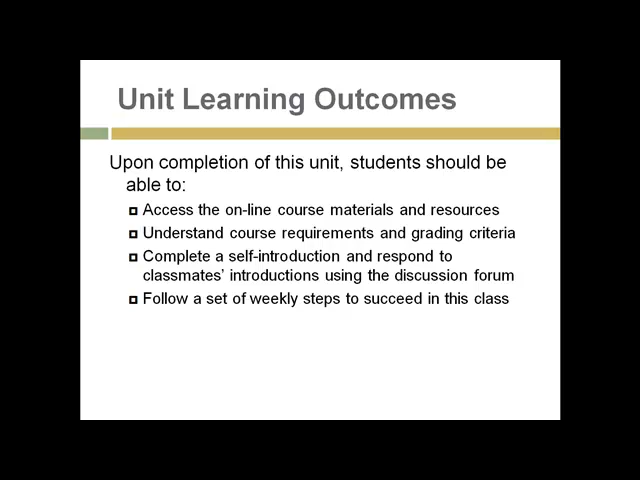 Unit Learning Outcomes
Upon completion of this unit, students should be
able to:
Access the on-line course materials and resources
Understand course requirements and grading criteria
Complete a self-introduction and respond to
classmates' introductions using the discussion forum
Follow a set of weekly steps to succeed in this class